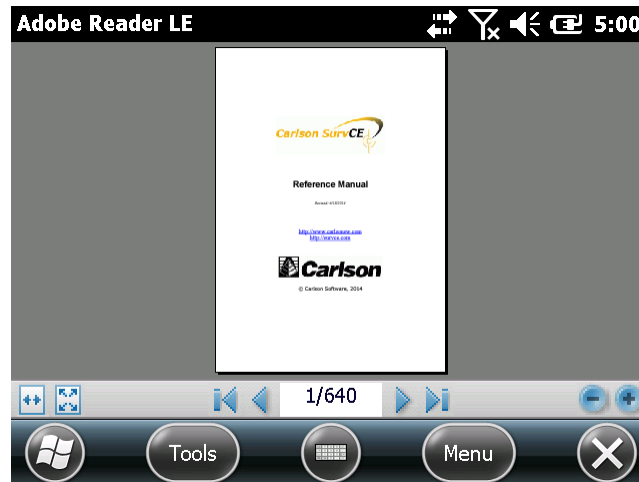 Adobe Reader LE 5:00
Carlson SurvCE
Reference Manual
http://www.carlsonsw.com
http://survce.com
Carlson
© Carlson Software, 2014
1/640
Tools Menu